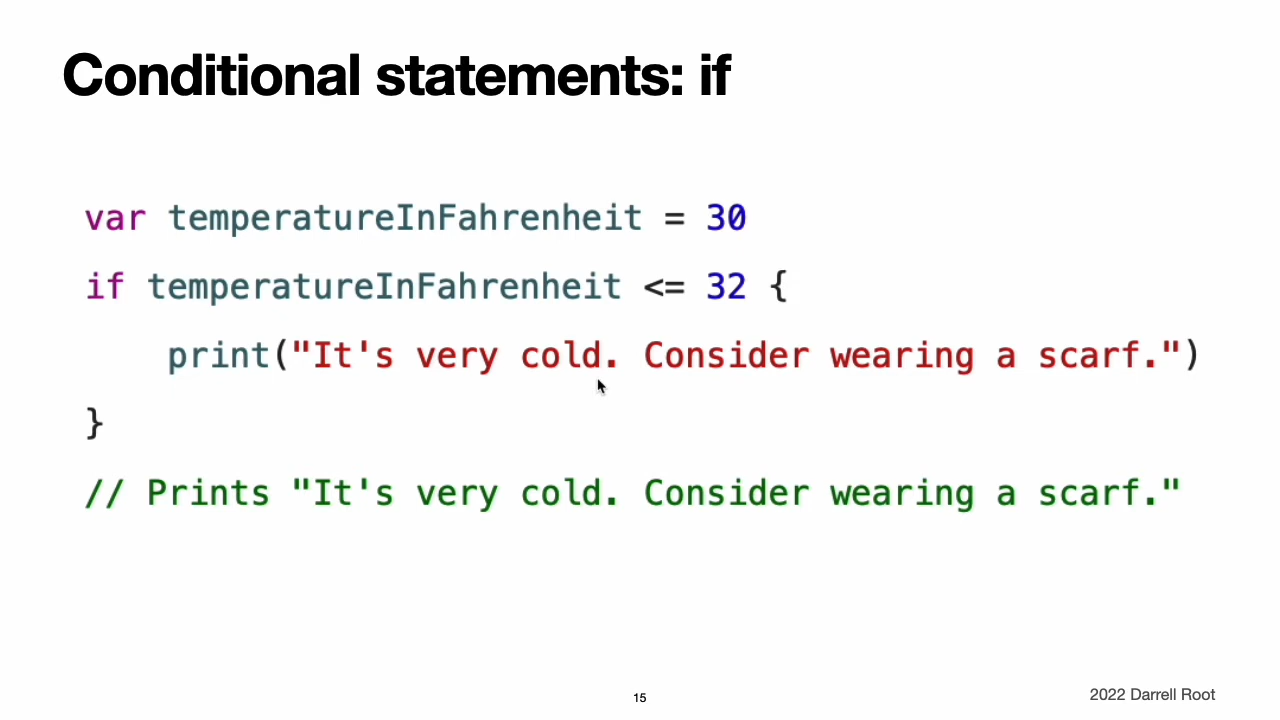 Conditional statements: if
var temperatureInFahrenheit = 30
if temperatureInFahrenheit <= 32 {
    print("It's very cold. Consider wearing a scarf.")
}
// Prints "It's very cold. Consider wearing a scarf."
15
2022 Darrell Root